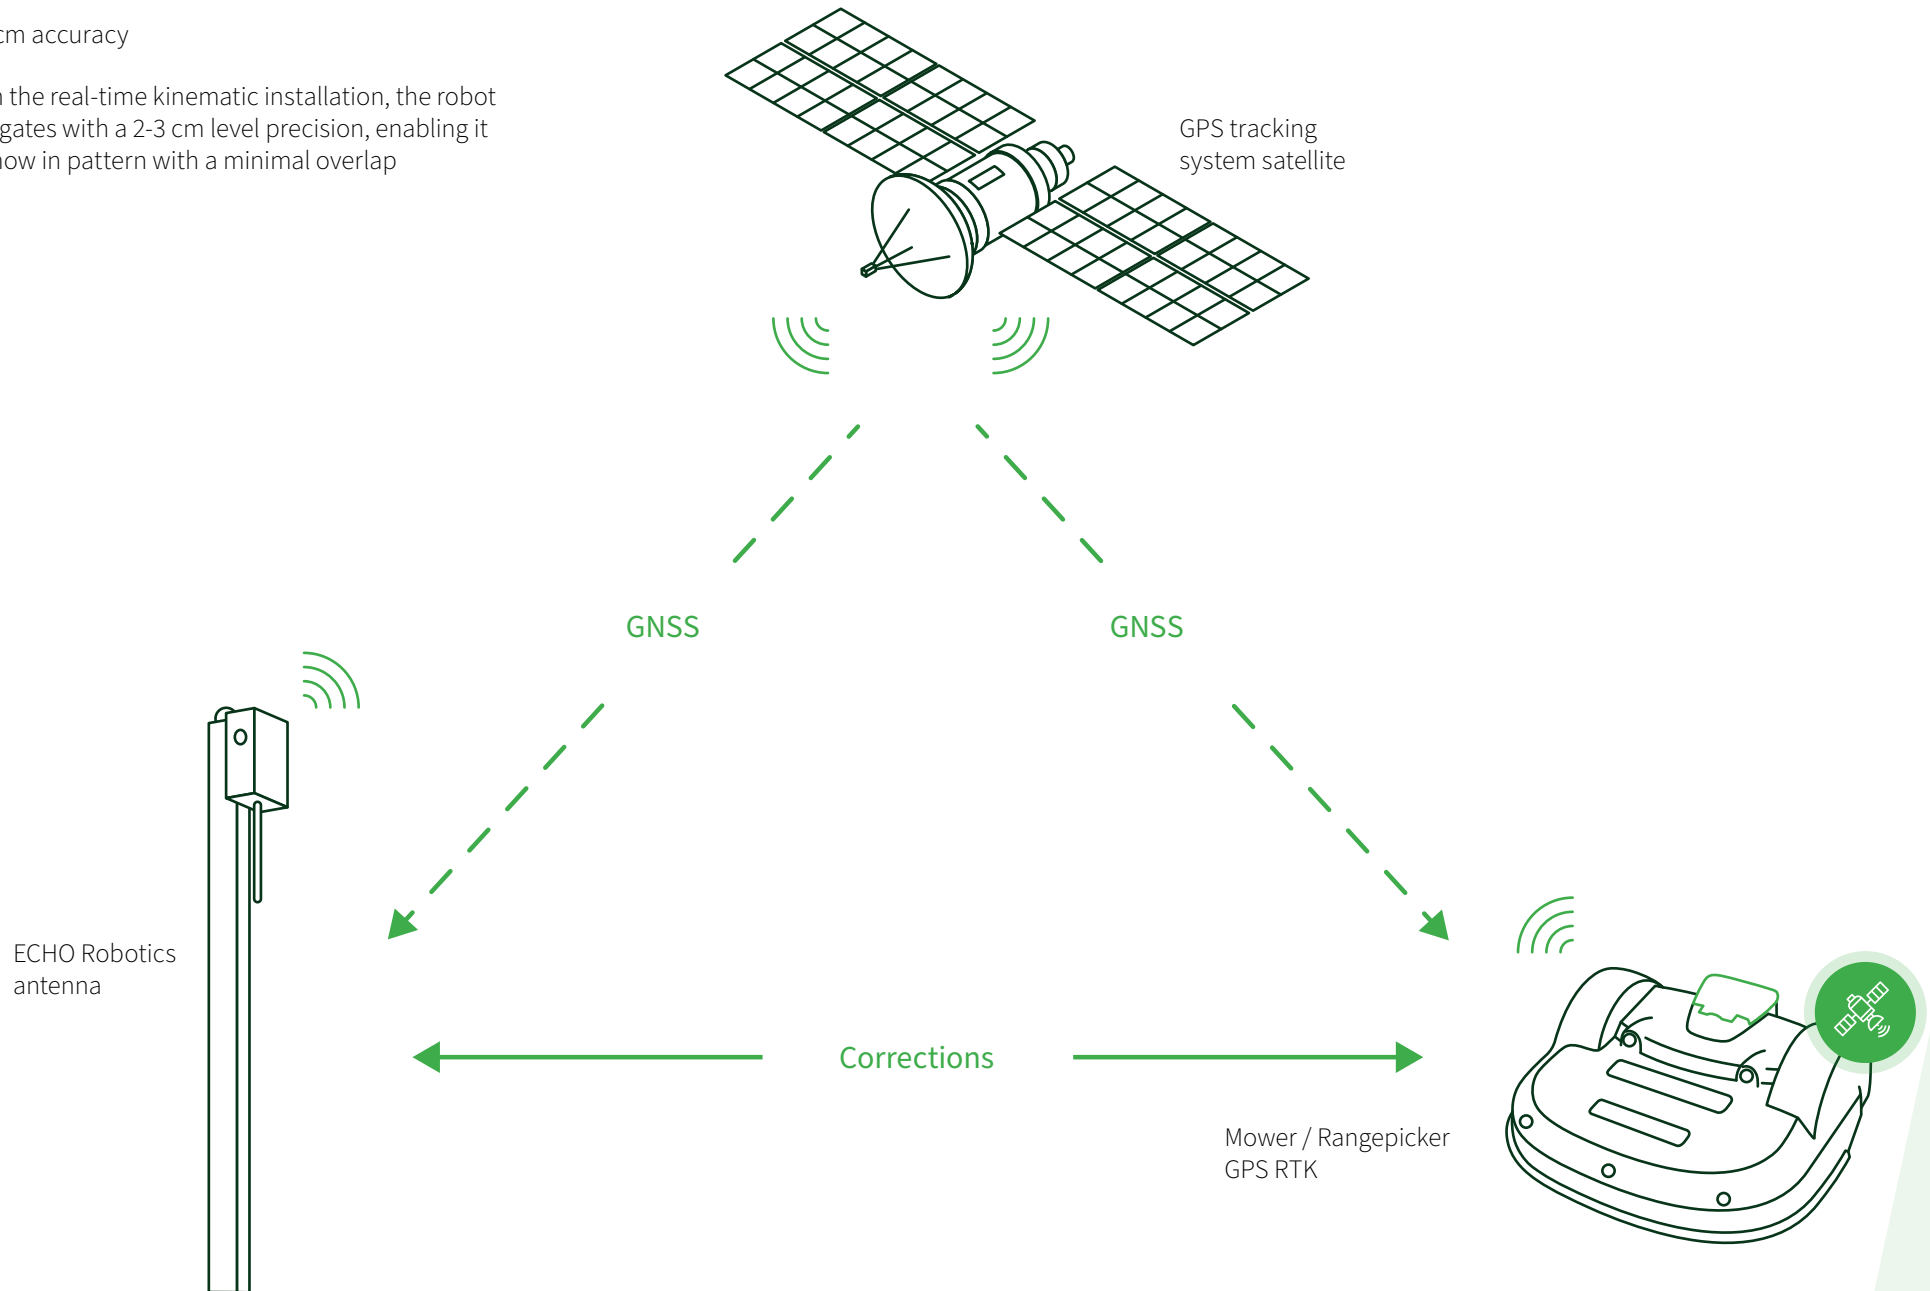 cm accuracy
the real-time kinematic installation, the robot
gates with a 2-3 cm level precision, enabling it
in pattern with a minimal overlap
GPS tracking
system satellite
GNSS GNSS
ECHO Robotics
antenna
Corrections
Mower / Rangepicker
GPS RTK